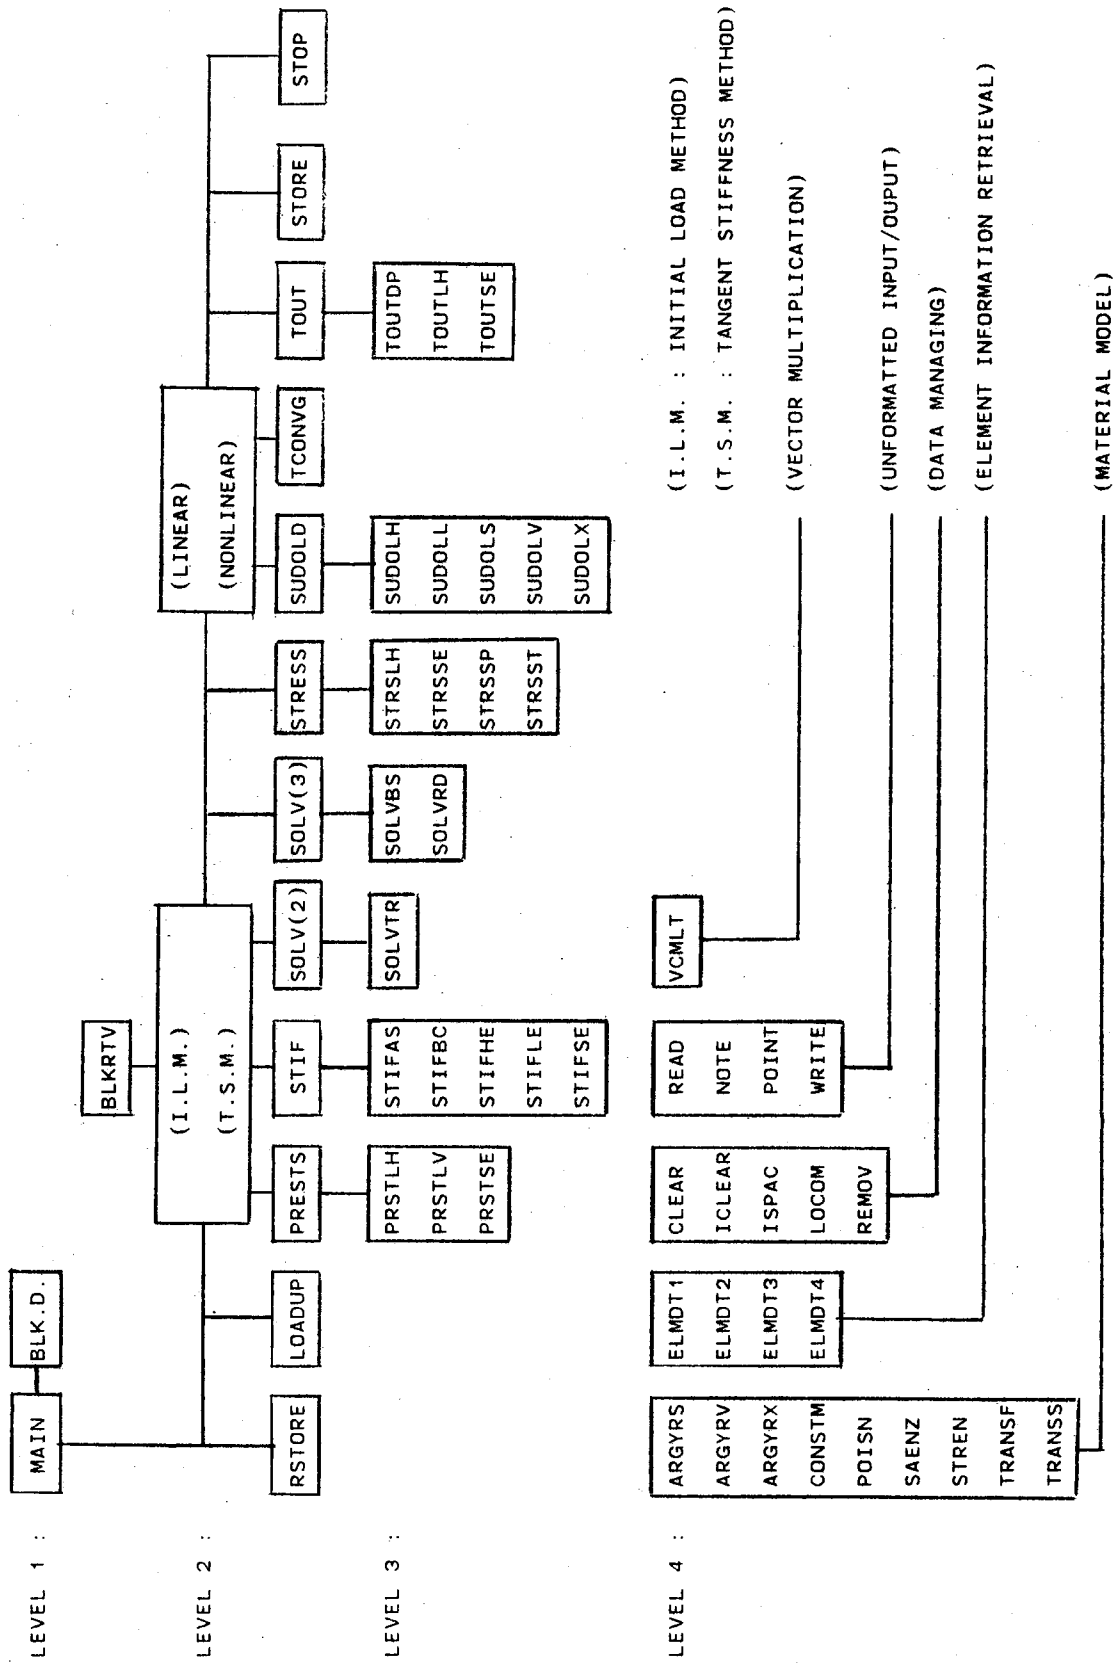 LEVEL 1 :
MAIN
BLK.D.
BLKRTV
LEVEL 2 :
(I.L.M.)
(T.S.M.)
(LINEAR)
(NONLINEAR)
RSTORE
LOADUP
PRESTS
STIF
SOLV(2)
SOLV(3)
STRESS
SUDOLD
TCONVG
TOUT
STORE
STOP
LEVEL 3 :
PRSTLH
PRSTLV
PRSTSE
STIFAS
STIFBC
STIFHE
STIFLE
STIFSE
SOLVTR
SOLVBS
SOLVRD
STRSLH
STRSSE
STRSSP
STRSST
SUDOLH
SUDOLL
SUDOLS
SUDOLV
SUDOLX
TOUTDP
TOUTLH
TOUTSE
LEVEL 4 :
ARGYRS
ARGYRV
ARGYRX
CONSTM
POISN
SAENZ
STREN
TRANSF
TRANSS
ELMDT1
ELMDT2
ELMDT3
ELMDT4
CLEAR
ICLEAR
ISPAC
LOCOM
REMOV
READ
NOTE
POINT
WRITE
VCMLT
(I.L.M. : INITIAL LOAD METHOD)
(T.S.M. : TANGENT STIFFNESS METHOD)
(VECTOR MULTIPLICATION)
(UNFORMATTED INPUT/OUPUT)
(DATA MANAGING)
(ELEMENT INFORMATION RETRIEVAL)
(MATERIAL MODEL)